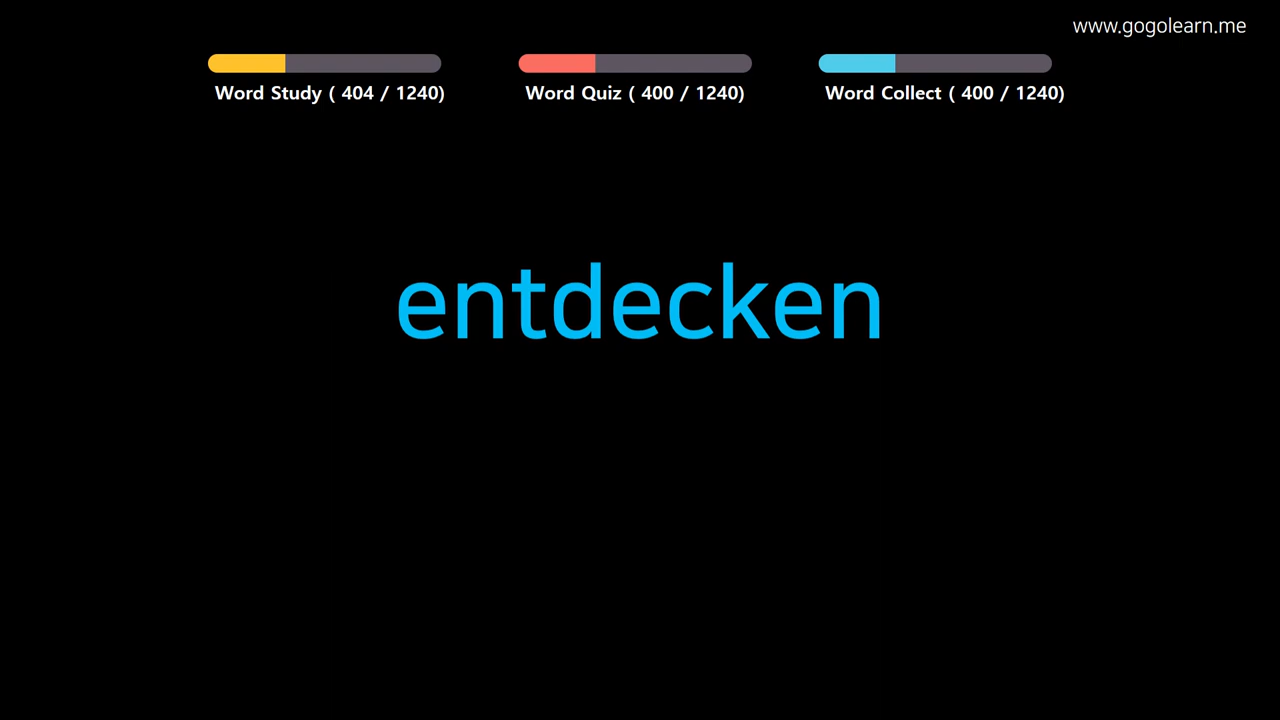 www.gogolearn.me
Word Study ( 404 / 1240)
Word Quiz ( 400 / 1240)
Word Collect ( 400 / 1240)
entdecken